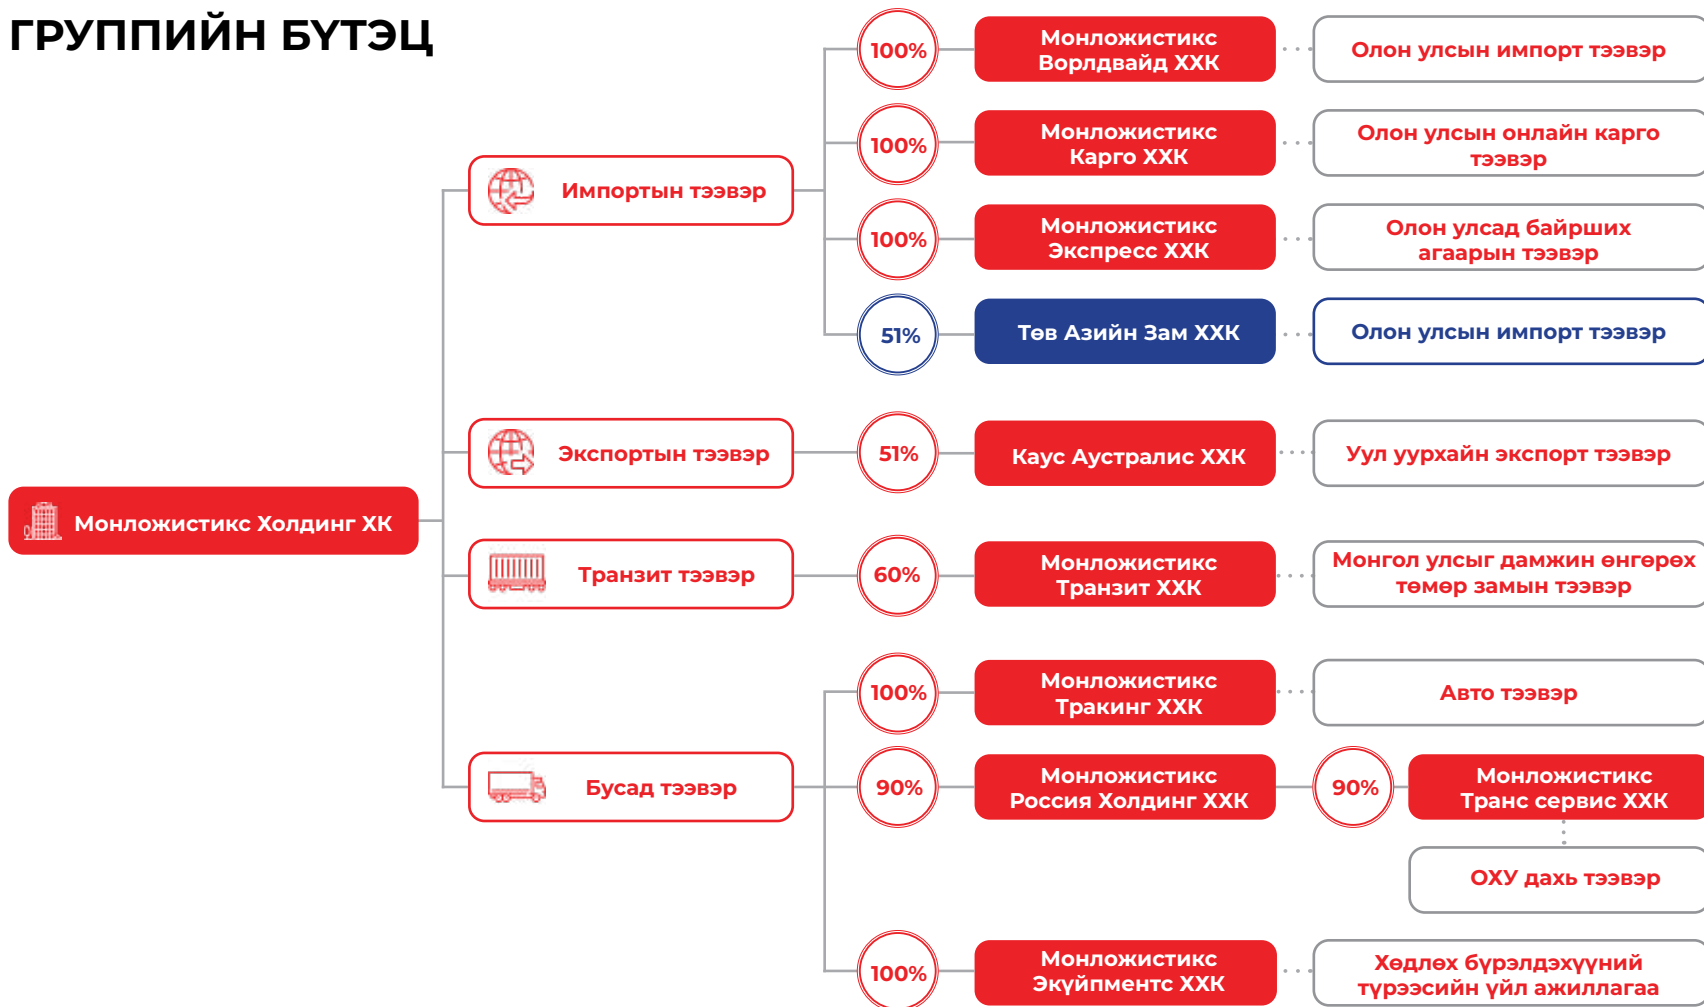 ГРУППИЙН БҮТЭЦ
Монложистикс Холдинг ХК
Импортын тээвэр
100%
Монложистикс
Ворлдвайд ХХК
Олон улсын импорт тээвэр
100%
Монложистикс
Карго ХХК
Олон улсын онлайн карго
тээвэр
100%
Монложистикс
Экспресс ХХК
Олон улсад байрших
агаарын тээвэр
51%
Төв Азийн Зам ХХК
Олон улсын импорт тээвэр
Экспортын тээвэр
51%
Каус Аустралис ХХК
Уул уурхайн экспорт тээвэр
Транзит тээвэр
60%
Монложистикс
Транзит ХХК
Монгол улсыг дамжин өнгөрөх
төмөр замын тээвэр
Бусад тээвэр
100%
Монложистикс
Тракинг ХХК
Авто тээвэр
90%
Монложистикс
Россия Холдинг ХХК
90%
Монложистикс
Транс сервис ХХК
ОХУ дахь тээвэр
100%
Монложистикс
Экүйпментс ХХК
Хөдлөх бүрэлдэхүүний
түрээсийн үйл ажиллагаа